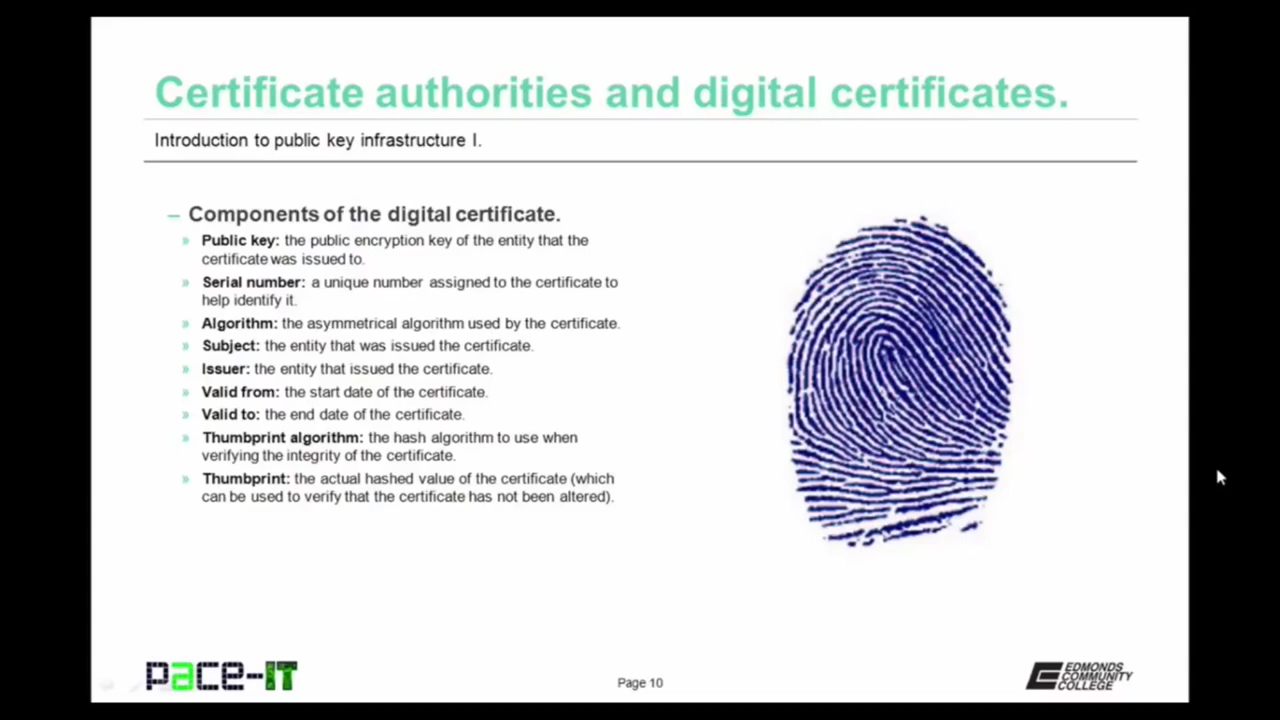 Certificate authorities and digital certificates.
Introduction to public key infrastructure I.
– Components of the digital certificate.
» Public key: the public encryption key of the entity that the
certificate was issued to.
» Serial number: a unique number assigned to the certificate to
help identify it.
» Algorithm: the asymmetrical algorithm used by the certificate.
» Subject: the entity that was issued the certificate.
» Issuer: the entity that issued the certificate.
» Valid from: the start date of the certificate.
» Valid to: the end date of the certificate.
» Thumbprint algorithm: the hash algorithm to use when
verifying the integrity of the certificate.
» Thumbprint: the actual hashed value of the certificate (which
can be used to verify that the certificate has not been altered).
pace-IT
Page 10
EDMONDS
COMMUNITY
COLLEGE